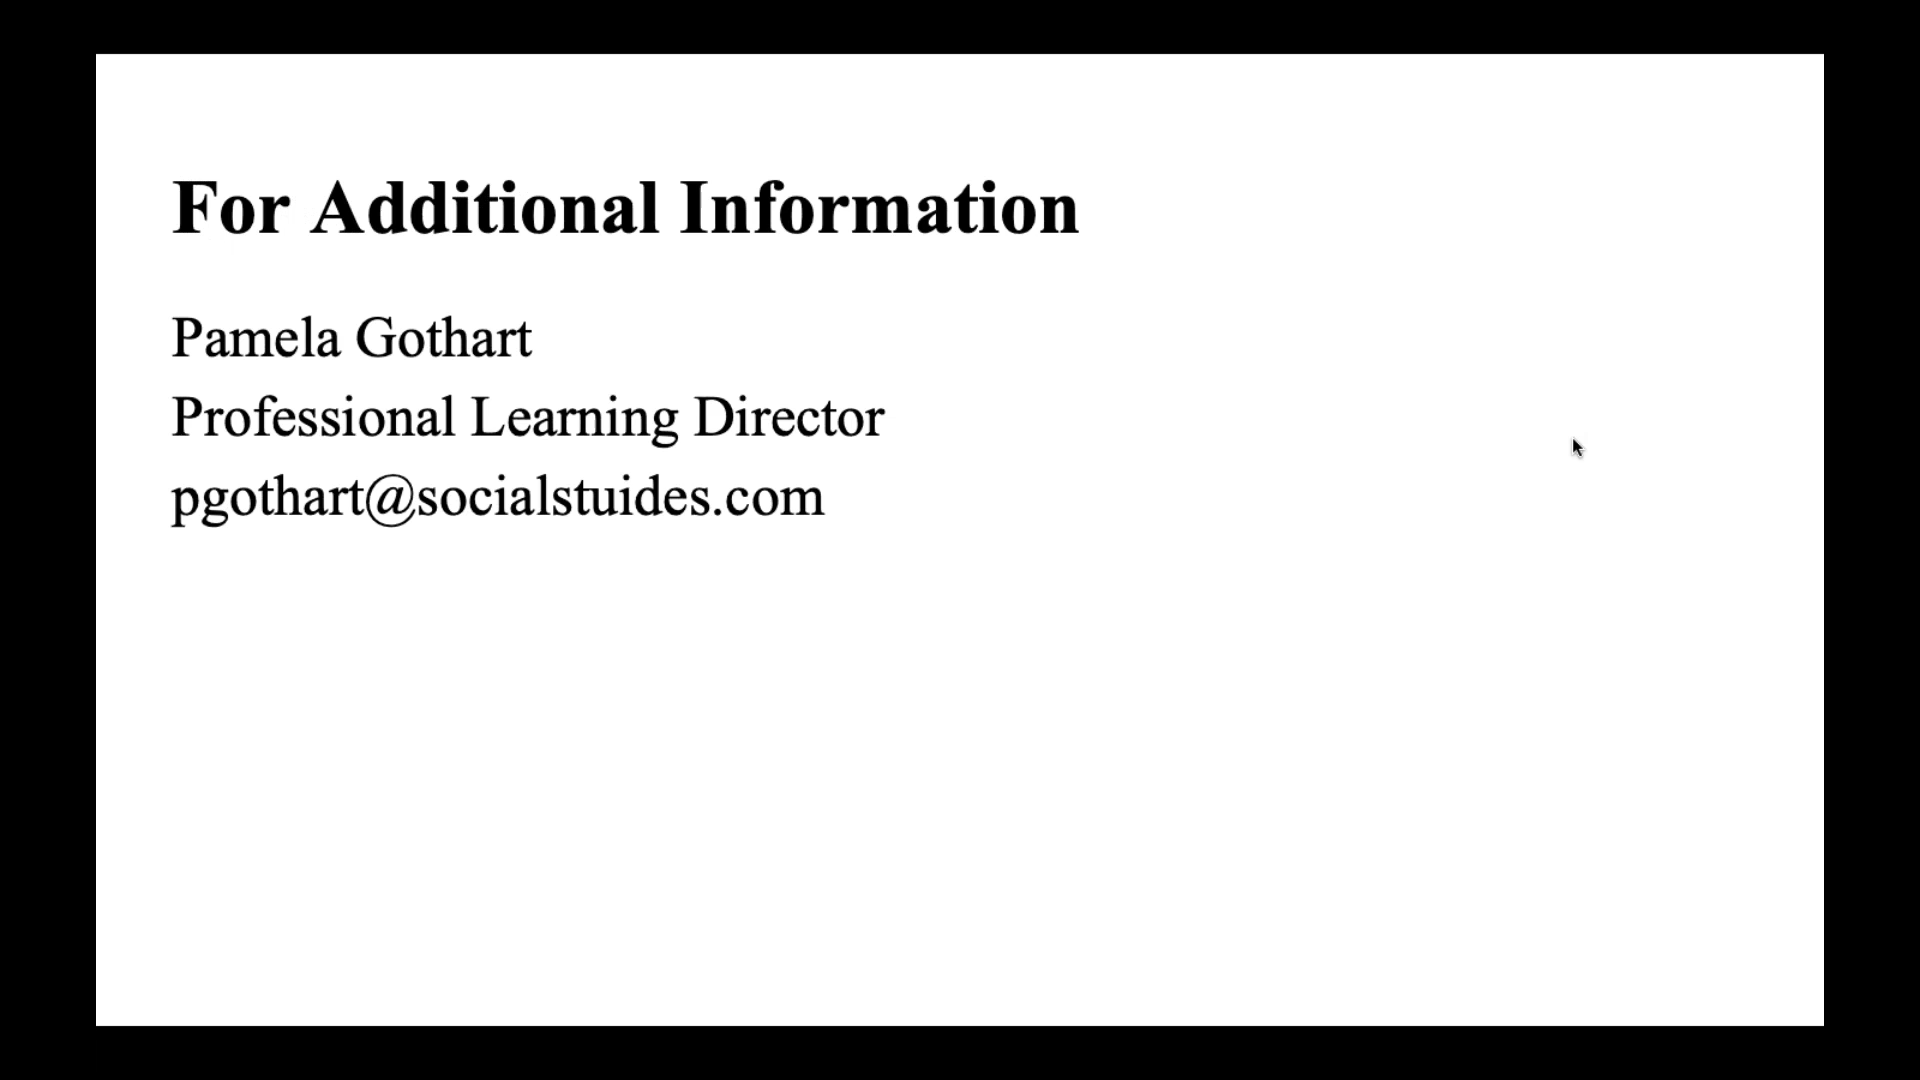 For Additional Information
Pamela Gothart
Professional Learning Director
pgothart@socialstuides.com